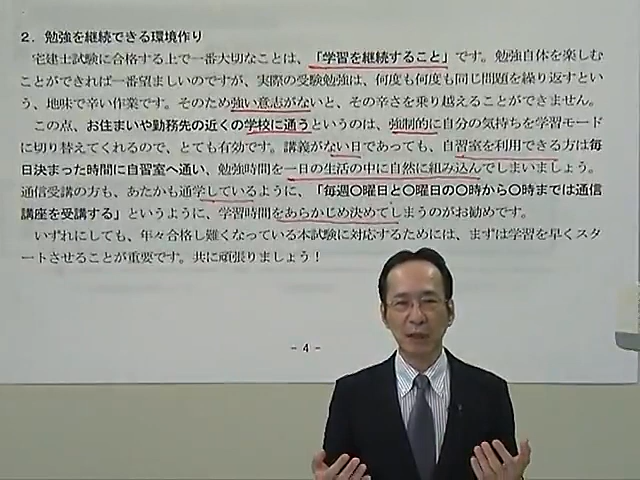 2．勉強を継続できる環境作り
宅建士試験に合格する上で一番大切なことは、「学習を継続すること」です。勉強自体を楽しむ
ことができれば一番望ましいのですが、実際の受験勉強は、何度も何度も同じ問題を繰り返すとい
う、地味で辛い作業です。そのため強い意志がないと、その辛さを乗り越えることができません。
この点、お住まいや勤務先の近くの学校に通うというのは、強制的に自分の気持ちを学習モード
に切り替えてくれるので、とても有効です。講義がない日であっても、自習室を利用できる方は毎
日決まった時間に自習室へ通い、勉強時間を一日の生活の中に自然に組み込んでしまいましょう。
通信受講の方も、あたかも通学しているように、「毎週〇曜日と〇曜日の〇時から〇時までは通信
講座を受講する」というように、学習時間をあらかじめ決めてしまうのがお勧めです。
いずれにしても、年々合格し難くなっている本試験に対応するためには、まずは学習を早くスタ
ートさせることが重要です。共に頑張りましょう！
- 4 -